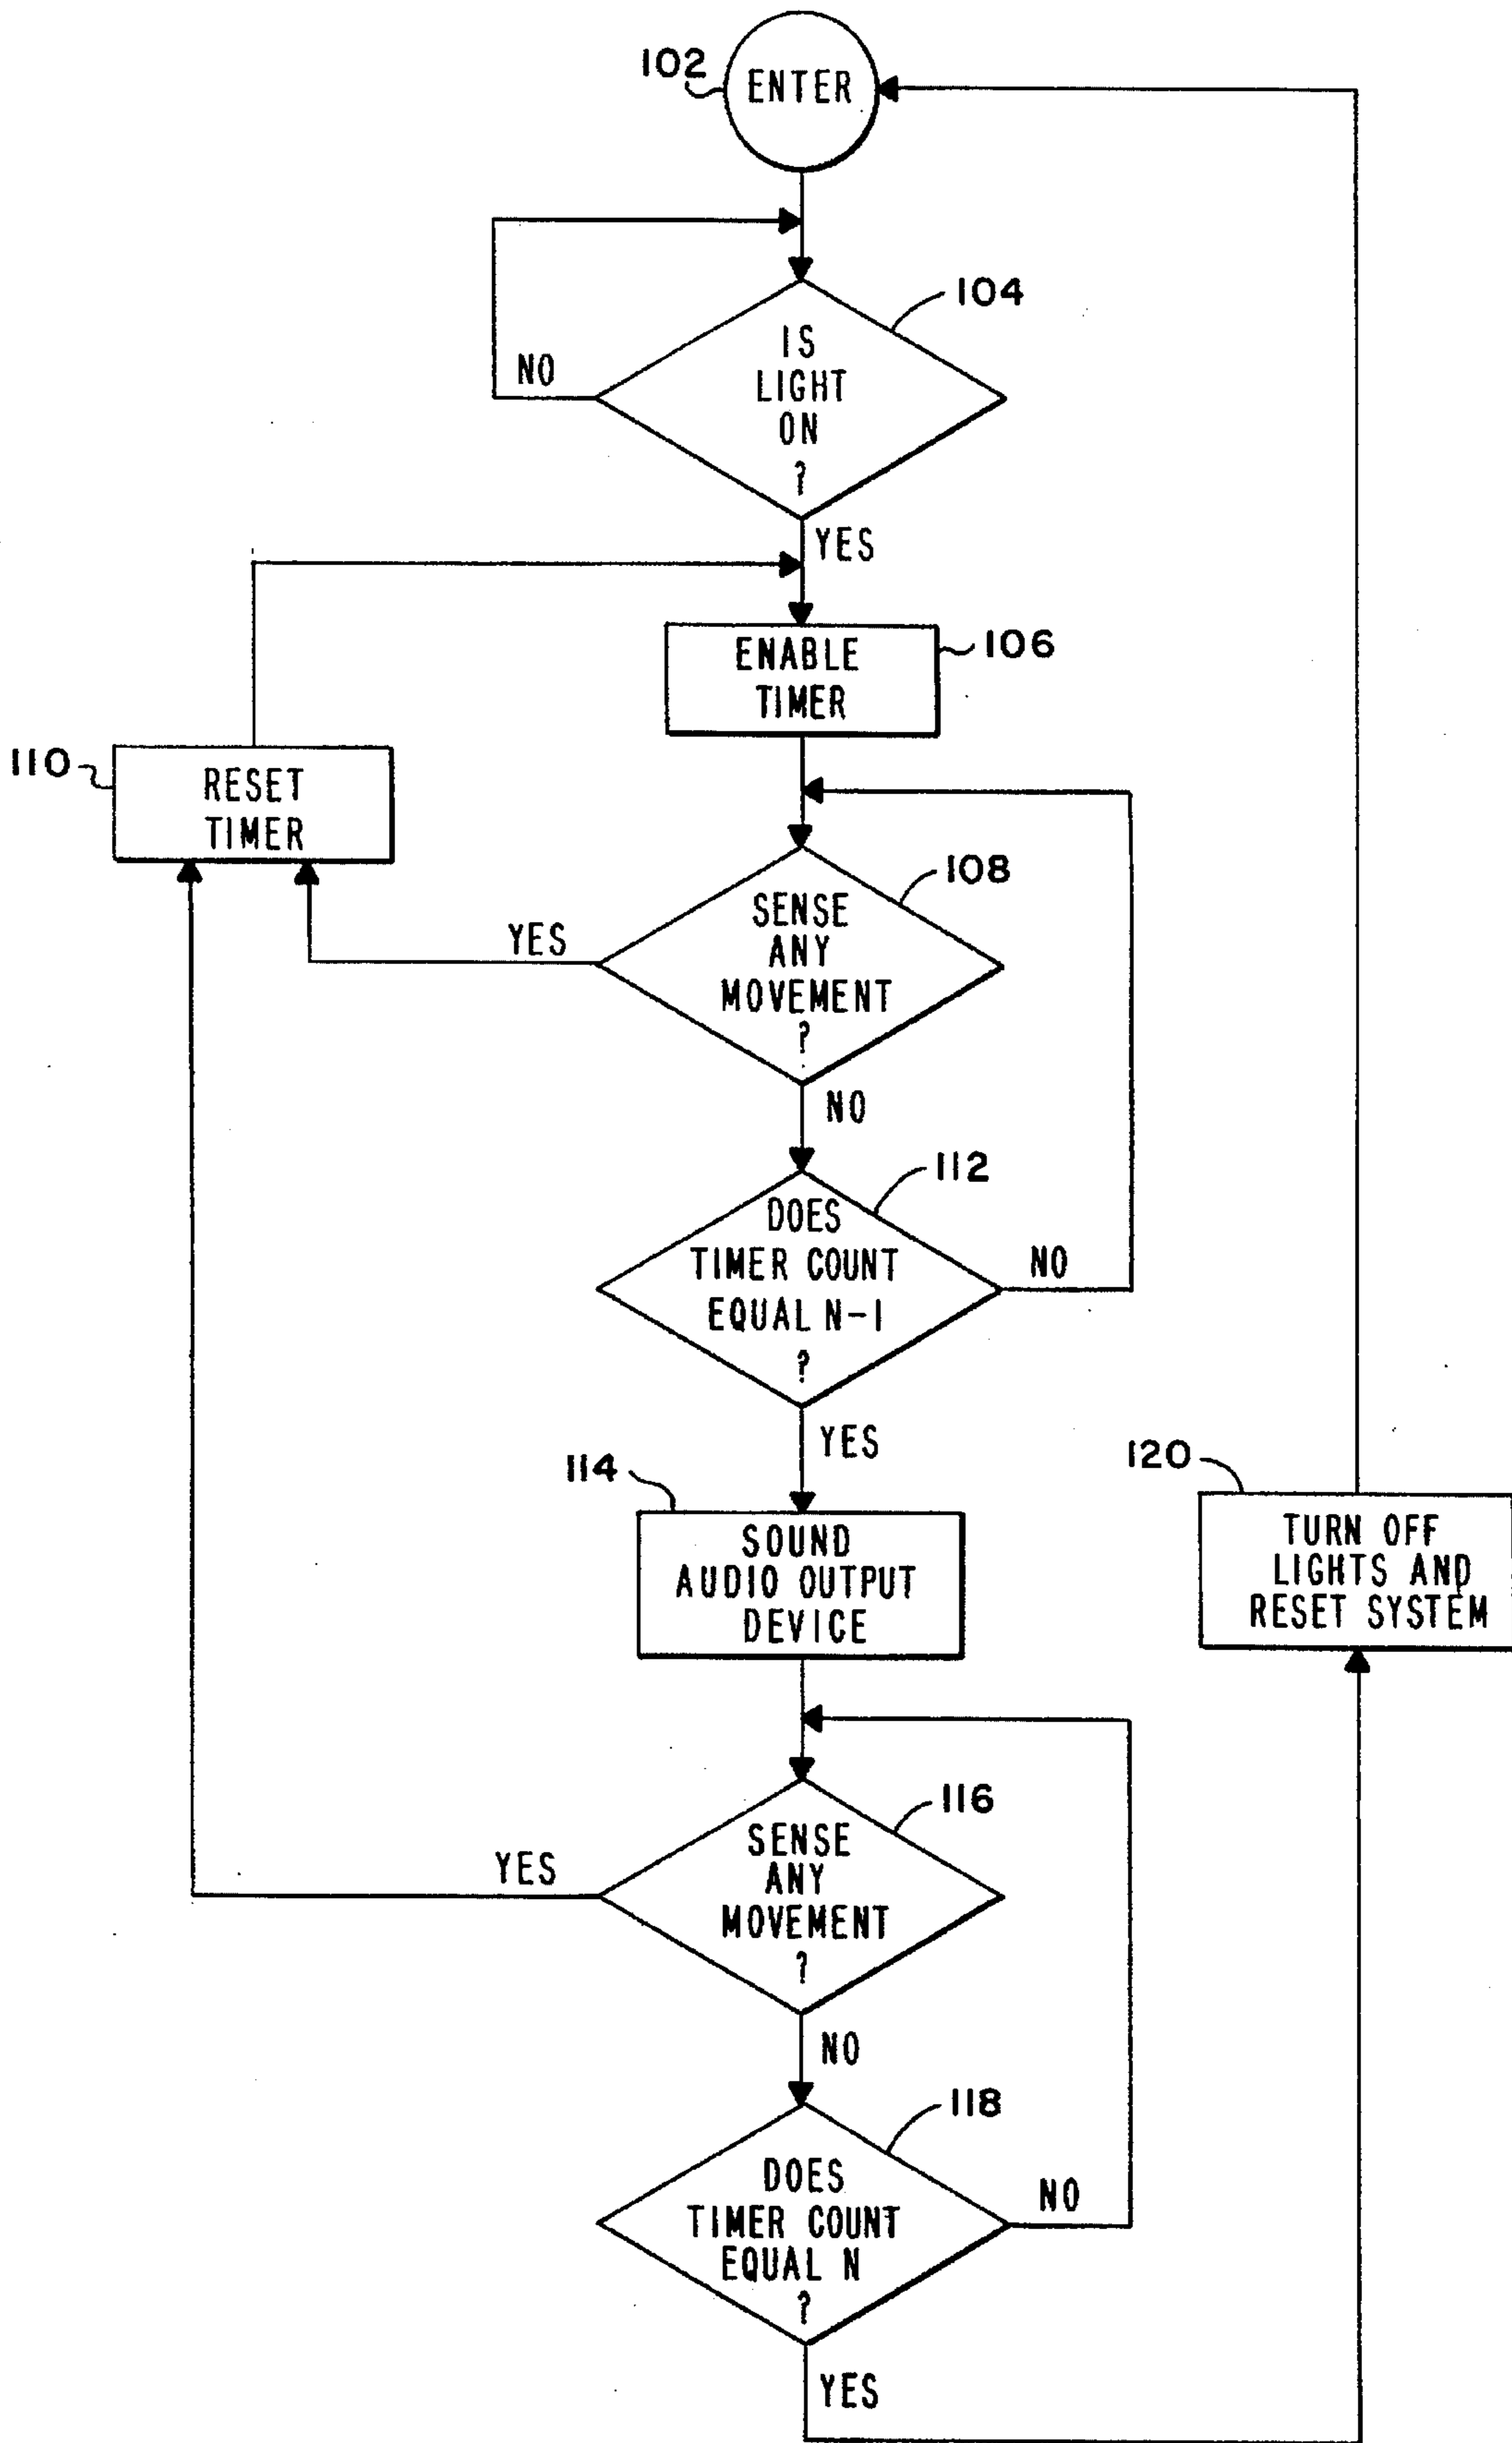 102
ENTER
104
IS
LIGHT
ON
?
NO
YES
106
ENABLE
TIMER
110
RESET
TIMER
108
SENSE
ANY
MOVEMENT
?
YES
NO
112
DOES
TIMER COUNT
EQUAL N-1
?
NO
YES
114
SOUND
AUDIO OUTPUT
DEVICE
120
TURN OFF
LIGHTS AND
RESET SYSTEM
116
SENSE
ANY
MOVEMENT
?
YES
NO
118
DOES
TIMER COUNT
EQUAL N
?
NO
YES